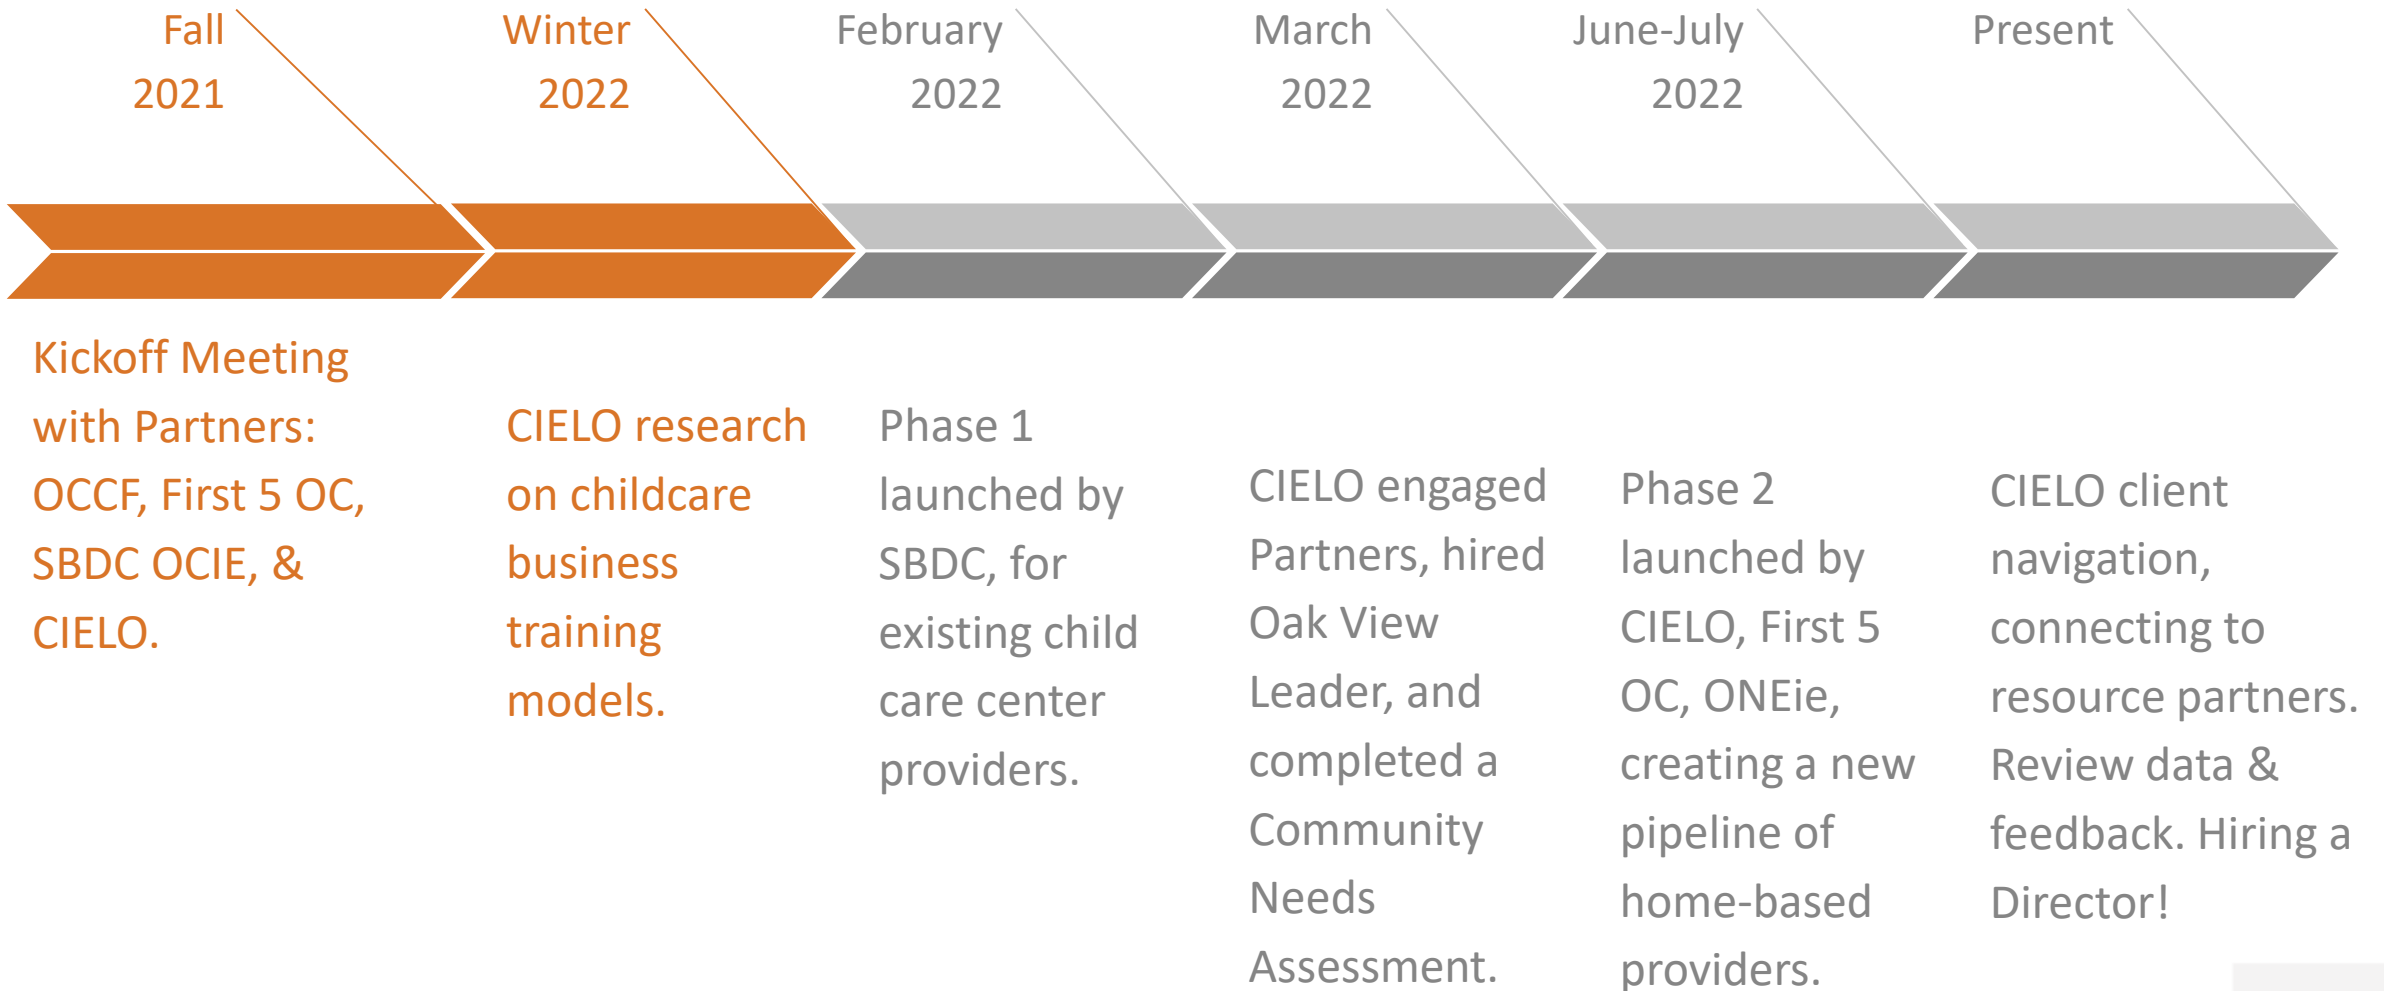 Fall
2021
Winter
2022
February
2022
March
2022
June-July
2022
Present
Kickoff Meeting
with Partners:
OCCF, First 5 OC,
SBDC OCIE, &
CIELO.
CIELO research
on childcare
business
training
models.
Phase 1
launched by
SBDC, for
existing child
care center
providers.
CIELO engaged
Partners, hired
Oak View
Leader, and
completed a
Community
Needs
Assessment.
Phase 2
launched by
CIELO, First 5
OC, ONEie,
creating a new
pipeline of
home-based
providers.
CIELO client
navigation,
connecting to
resource partners.
Review data &
feedback. Hiring a
Director!